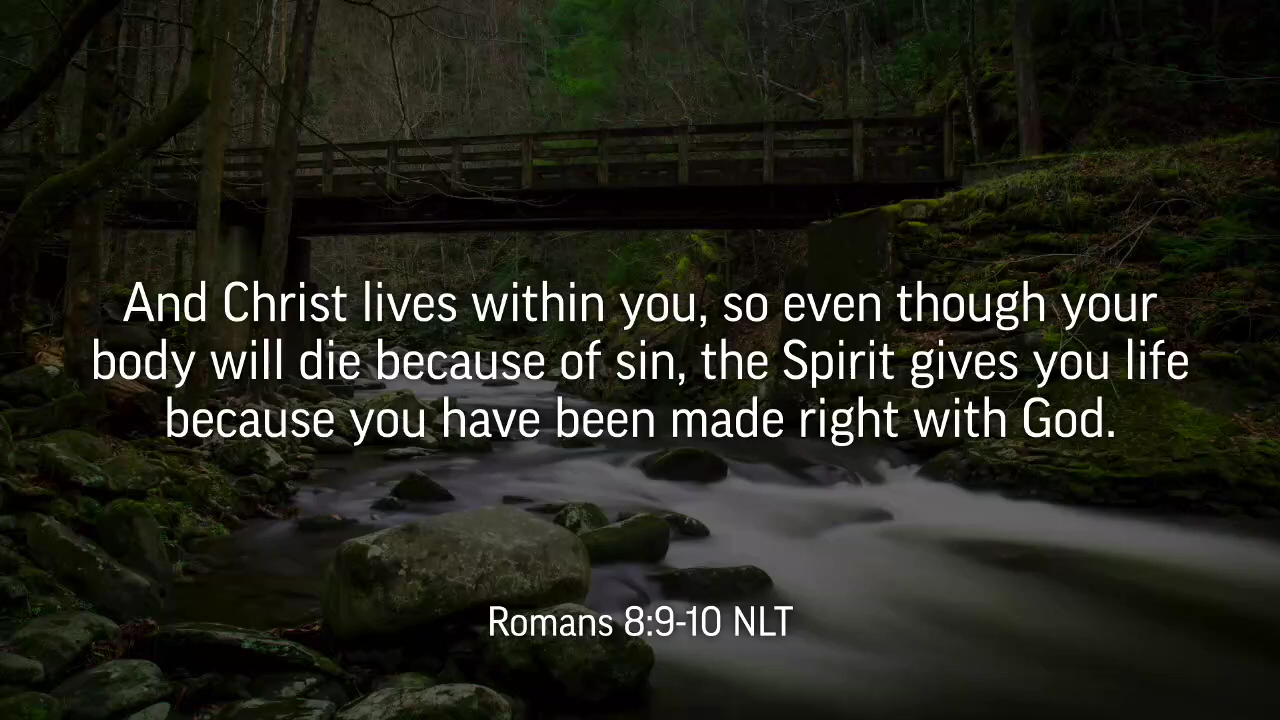 And Christ lives within you, so even though your
body will die because of sin, the Spirit gives you life
because you have been made right with God.
Romans 8:9-10 NLT